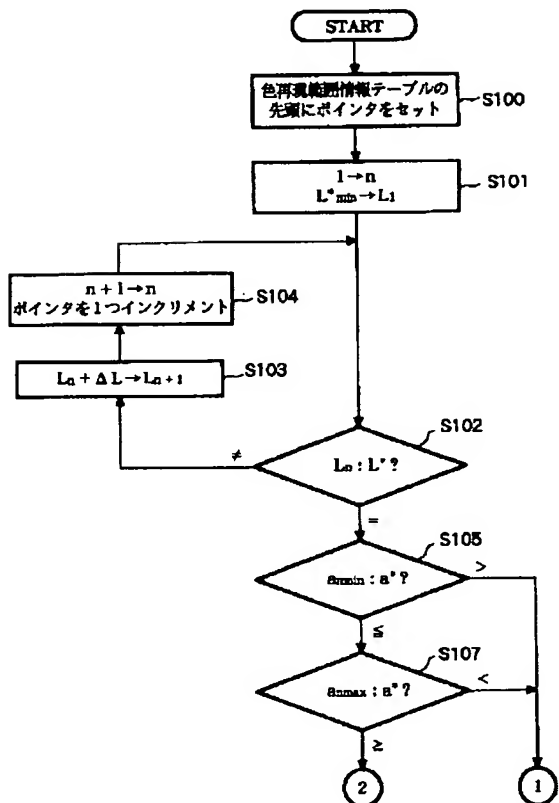 START
色再現範囲情報テーブルの
先頭にポインタをセット
S100
1→n
L*min→L1
S101
n+1→n
ポインタを1つインクリメント
S104
Ln+ΔL→Ln+1
S103
S102
Ln:L*?
≠
=
S105
anmin:a*?
>
≦
S107
anmax:a*?
<
≧
2
1